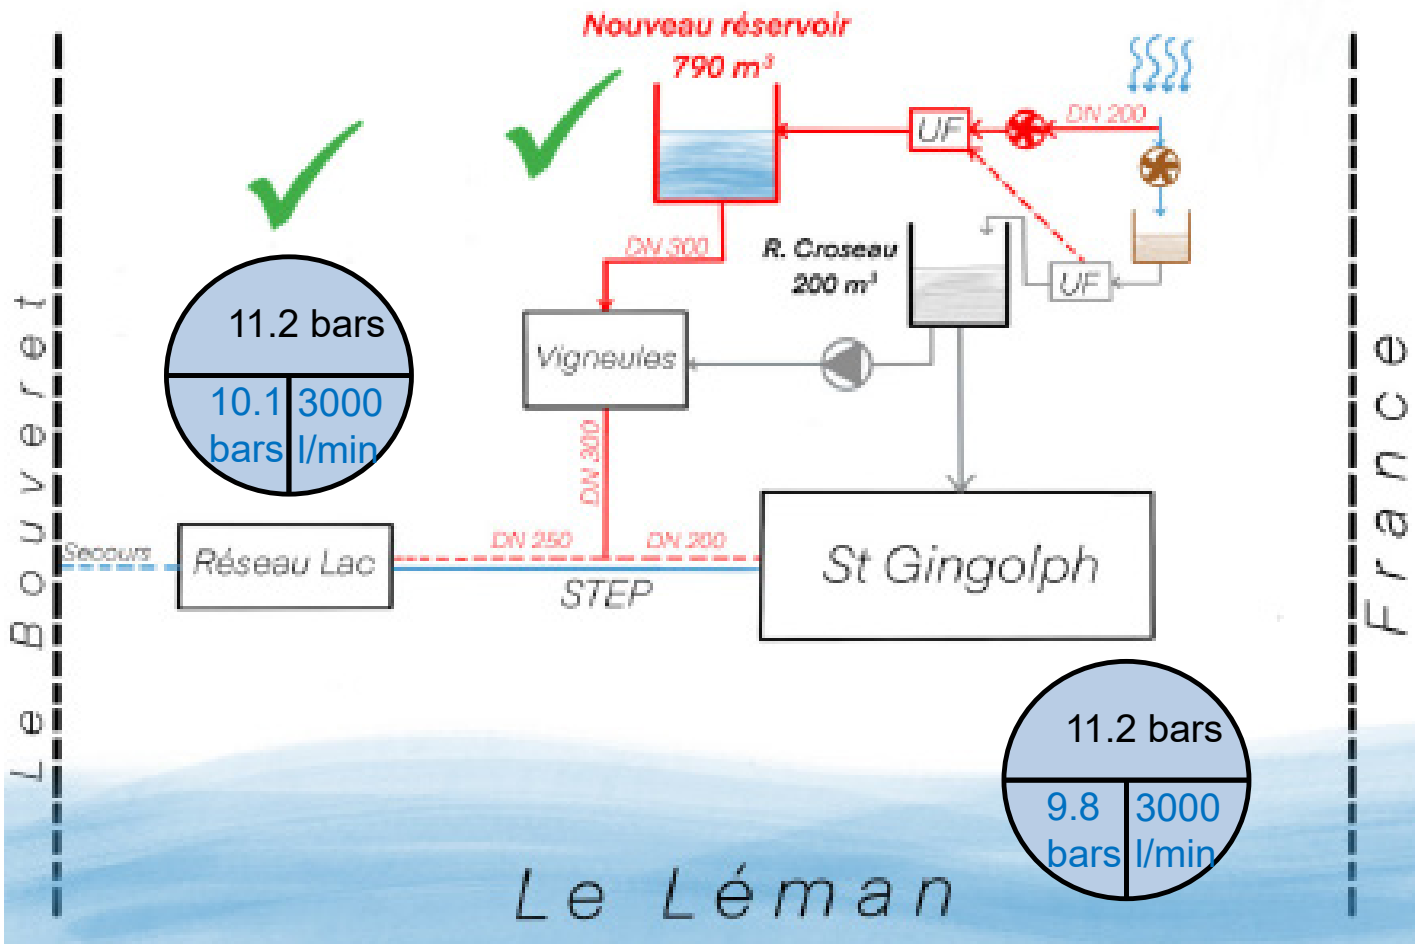 Nouveau réservoir
790 m³
DN 200
UF
DN 300
R. Croseau
200 m³
UF
11.2 bars
10.1 bars
3000 l/min
Vigneules
DN 300
Secours
Réseau Lac
DN 250
DN 200
STEP
St Gingolph
Le Bouveret
France
11.2 bars
9.8 bars
3000 l/min
Le Léman